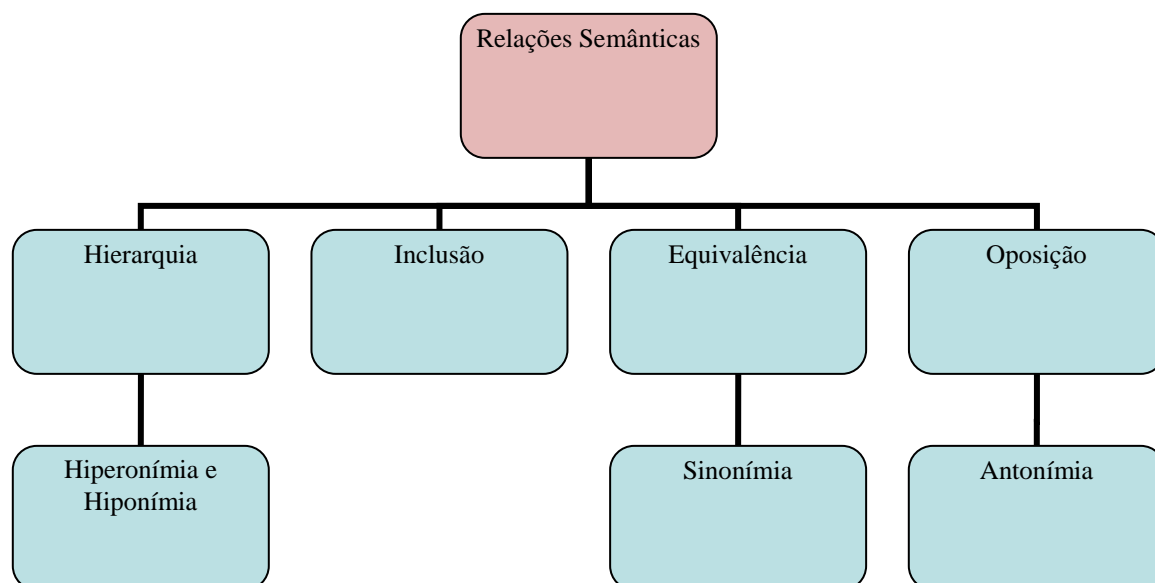 Relações Semânticas
Hierarquia
Inclusão
Equivalência
Oposição
Hiperonímia e
Hiponímia
Sinonímia
Antonímia